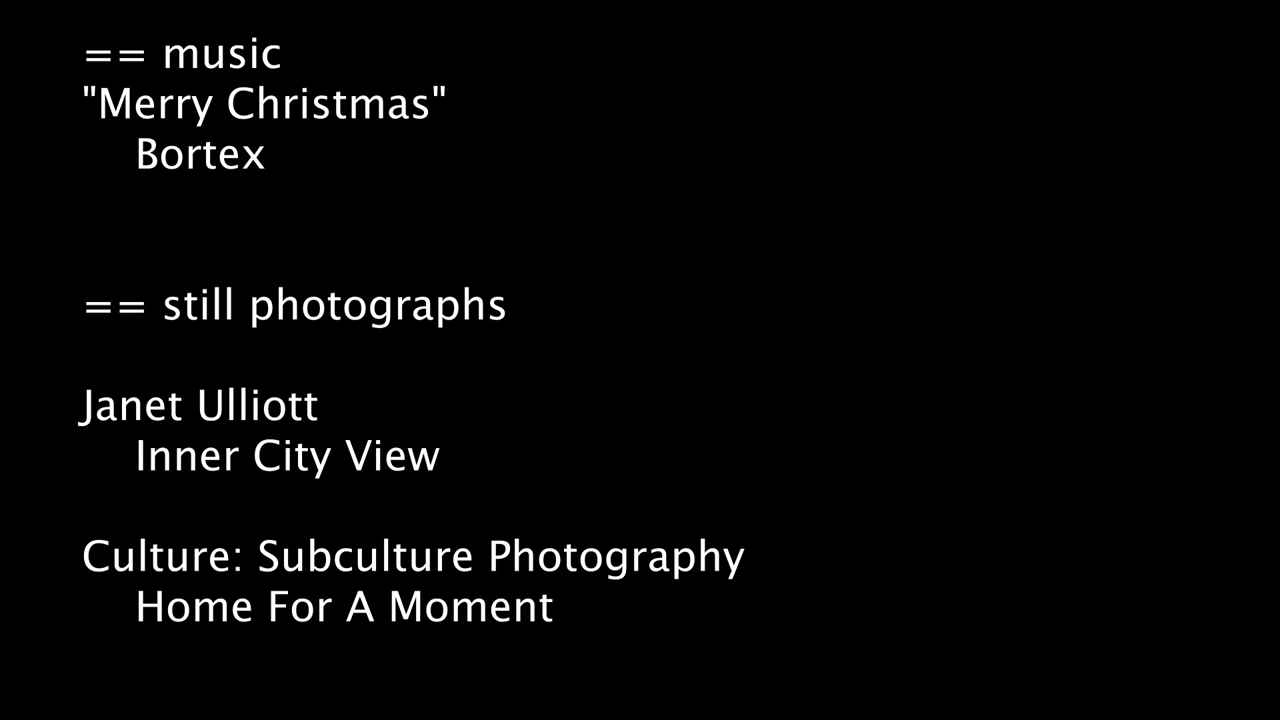 == music
"Merry Christmas"
Bortex
== still photographs
Janet Ulliott
Inner City View
Culture: Subculture Photography
Home For A Moment